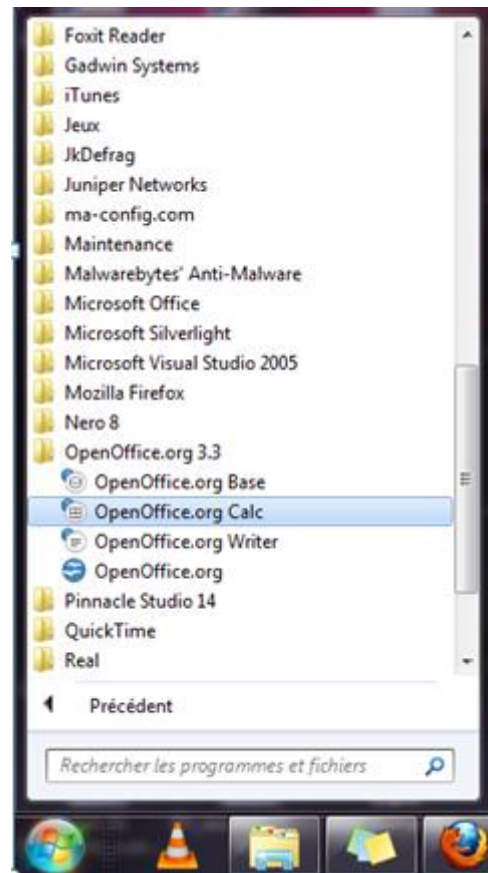 Foxit Reader
Gadwin Systems
iTunes
Jeux
JkDefrag
Juniper Networks
ma-config.com
Maintenance
Malwarebytes' Anti-Malware
Microsoft Office
Microsoft Silverlight
Microsoft Visual Studio 2005
Mozilla Firefox
Nero 8
OpenOffice.org 3.3
OpenOffice.org Base
OpenOffice.org Calc
OpenOffice.org Writer
OpenOffice.org
Pinnacle Studio 14
QuickTime
Real
Précédent
Rechercher les programmes et fichiers